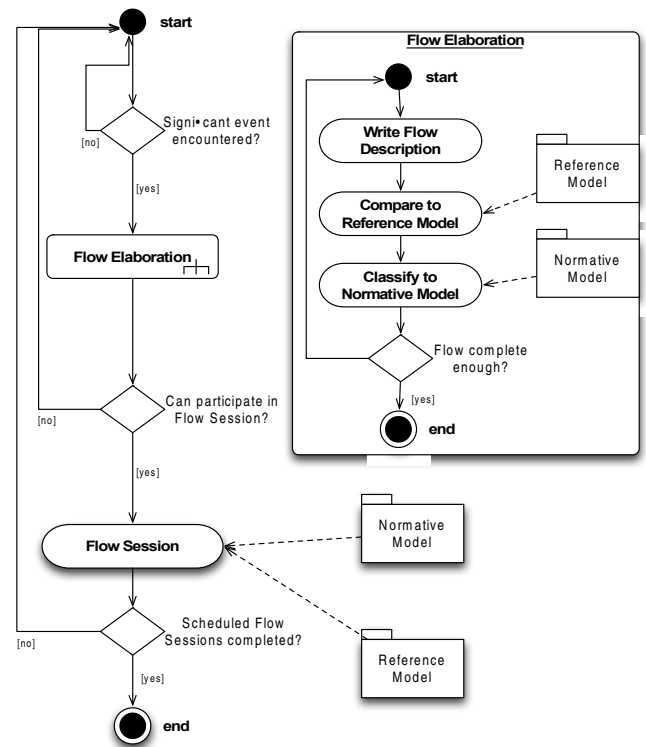 start
Signi•cant event
encountered?
[no]
[yes]
Flow Elaboration
Can participate in
Flow Session?
[no]
[yes]
Flow Session
Normative
Model
Scheduled Flow
Sessions completed?
[no]
[yes]
Reference
Model
end
Flow Elaboration
start
Write Flow
Description
Reference
Model
Compare to
Reference Model
Normative
Model
Classify to
Normative Model
Flow complete
enough?
[yes]
end